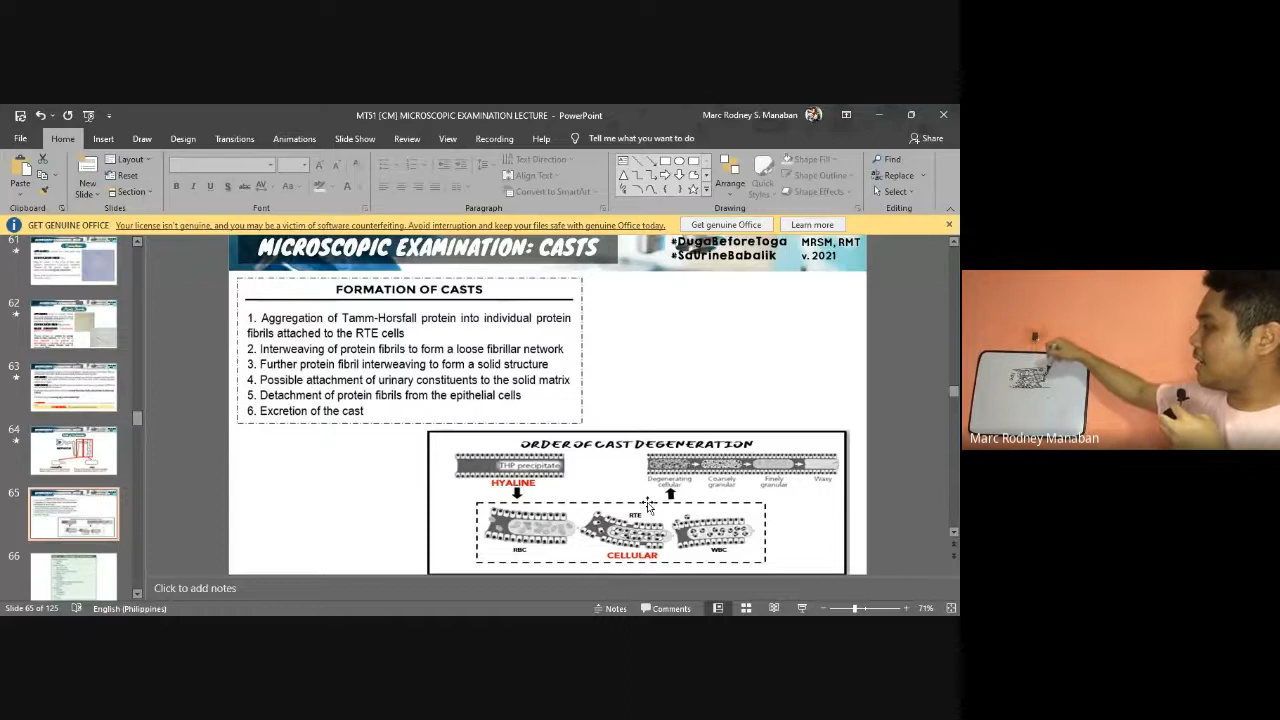 MT51 [CM] MICROSCOPIC EXAMINATION LECTURE - PowerPoint
Marc Rodney S. Manaban
File Home Insert Draw Design Transitions Animations Slide Show Review View Recording Help Tell me what you want to do Share
Paste
Clipboard
New Slide
Layout
Reset
Section
Slides
B I U S abc AV Aa A
Font
Paragraph
Text Direction
Align Text
Convert to SmartArt
Arrange
Quick Styles
Shape Fill
Shape Outline
Shape Effects
Drawing
Find
Replace
Select
Editing
GET GENUINE OFFICE Your license isn't genuine, and you may be a victim of software counterfeiting. Avoid interruption and keep your files safe with genuine Office today. Get genuine Office Learn more
61
62
63
64
65
66
MICROSCOPIC EXAMINATION: CASTS
#DugaBeforeToga
#SaUrineBabalik
MRSM, RMT
v. 2021
FORMATION OF CASTS
1. Aggregation of Tamm-Horsfall protein into individual protein
fibrils attached to the RTE cells
2. Interweaving of protein fibrils to form a loose fibrillar network
3. Further protein fibril interweaving to form a solid structure
4. Possible attachment of urinary constituents to the solid matrix
5. Detachment of protein fibrils from the epithelial cells
6. Excretion of the cast
ORDER OF CAST DEGENERATION
THP precipitate
HYALINE
Degenerating cellular
Coarsely granular
Finely granular
Waxy
RBC
RTE
WBC
CELLULAR
Click to add notes
Slide 65 of 125 English (Philippines) Notes Comments 71%
Marc Rodney Manaban